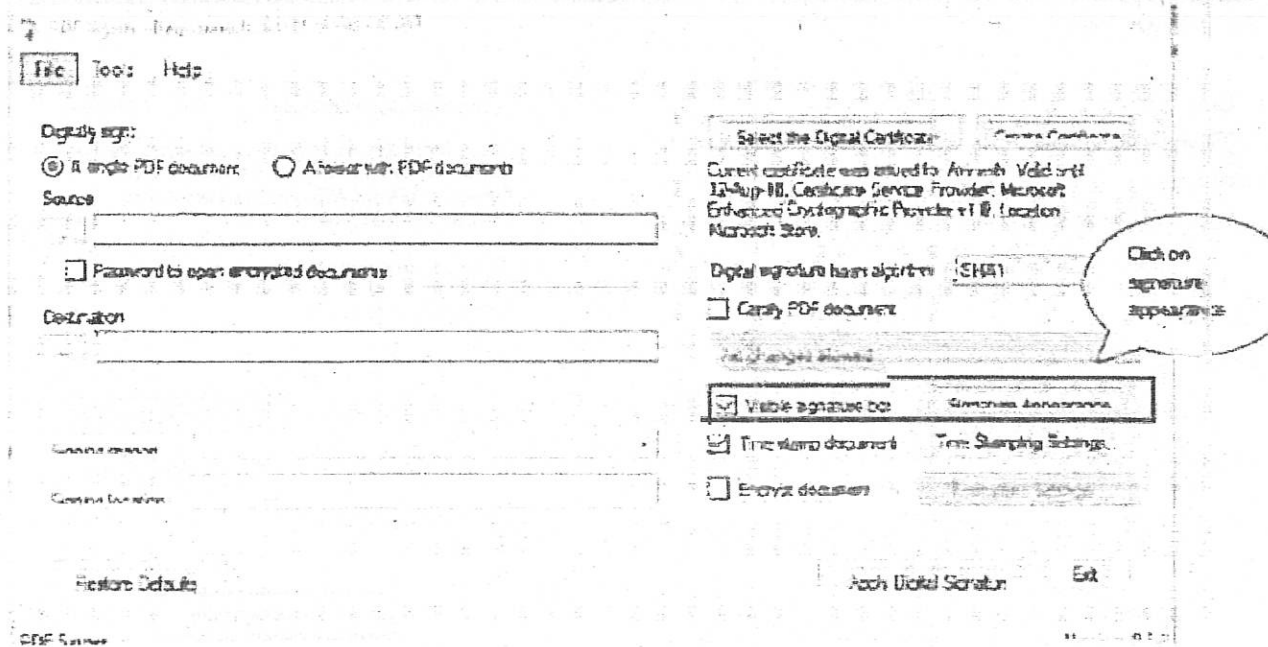 File Tools Help
Digitally sign:
A single PDF document
A folder with PDF documents
Source
Password to open encrypted documents
Destination
Restore Defaults
Select the Digital Certificate
Create Certificate
Current certificate was issued to: Valid until
Certificate Service Provider: Microsoft
Enhanced Cryptographic Provider v1.0, Location
Microsoft Store.
Digital signature hash algorithm SHA1
Certify PDF document
No changes allowed
Visible signature box Signature Appearance
Time stamp document Time Stamping Settings
Encrypt document
Apply Digital Signature
Exit
Click on
signature
appearance